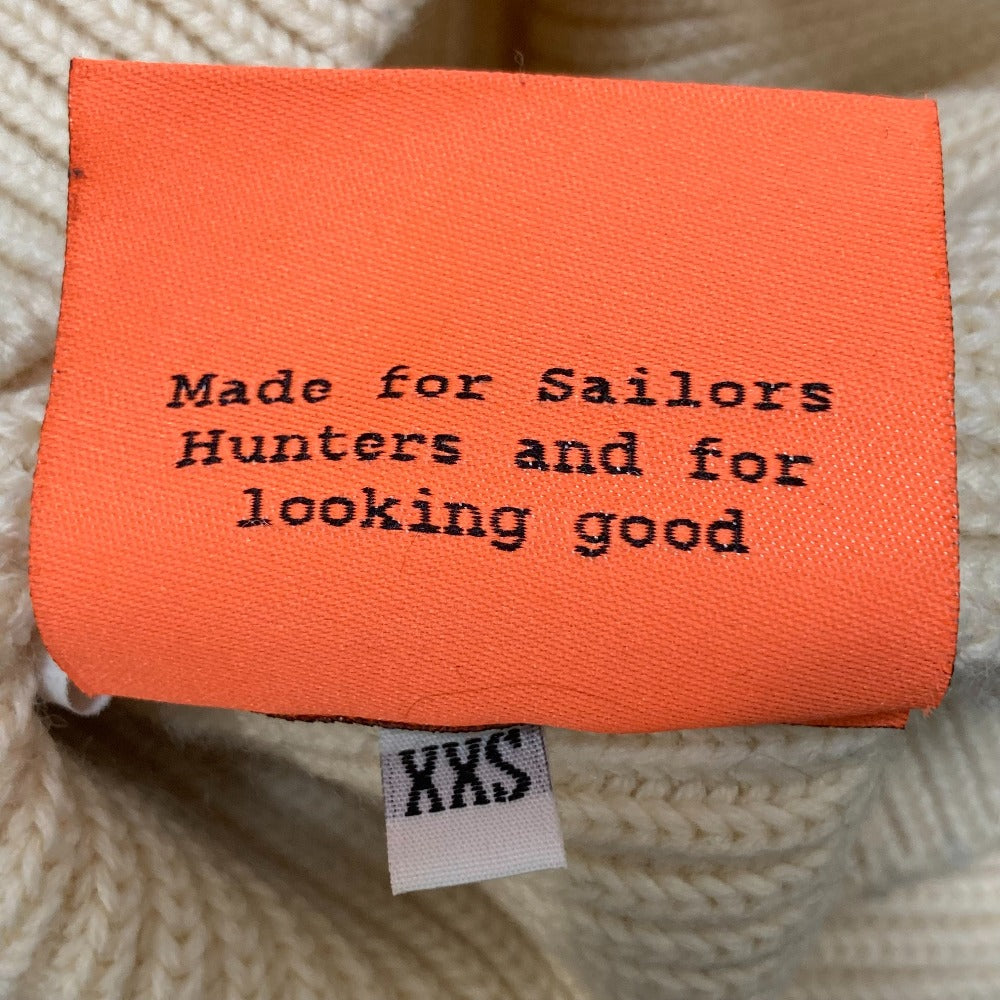 Made for Sailors
Hunters and for
looking good
XXS